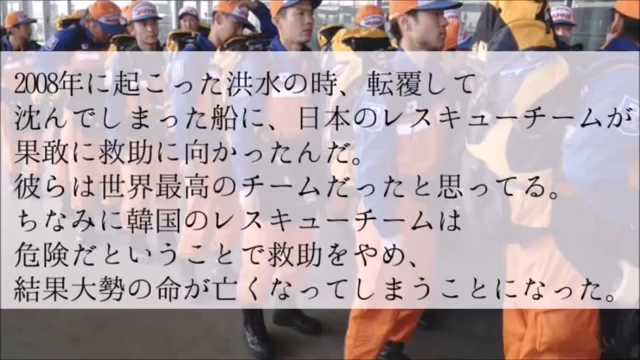 2008年に起こった洪水の時、転覆して
沈んでしまった船に、日本のレスキューチームが
果敢に救助に向かったんだ。
彼らは世界最高のチームだったと思ってる。
ちなみに韓国のレスキューチームは
危険だということで救助をやめ、
結果大勢の命が亡くなってしまうことになった。